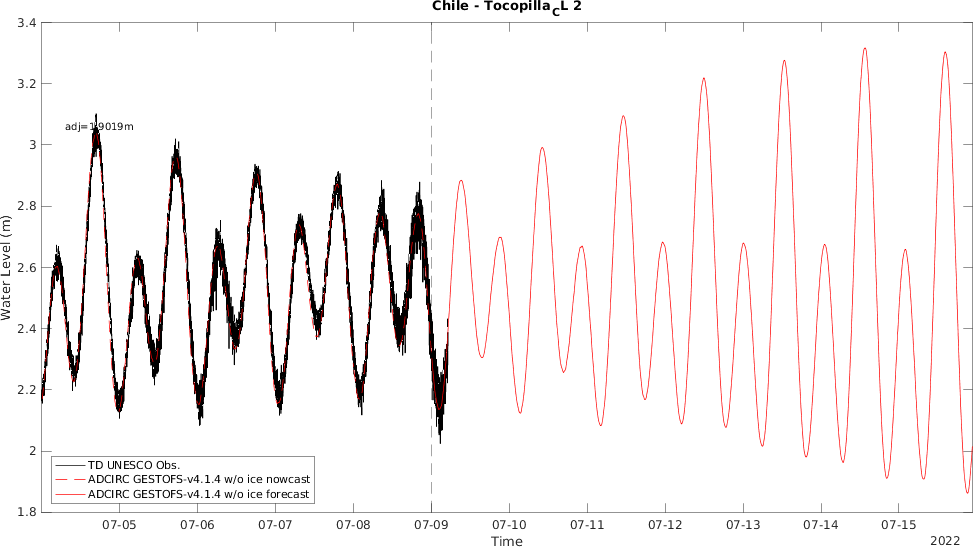 Chile - Tocopilla_CL 2
3.4
3.2
adj=1.9019m
3
2.8
2.6
2.4
2.2
2
1.8
Water Level (m)
TD UNESCO Obs.
ADCIRC GESTOFS-v4.1.4 w/o ice nowcast
ADCIRC GESTOFS-v4.1.4 w/o ice forecast
07-05 07-06 07-07 07-08 07-09 07-10 07-11 07-12 07-13 07-14 07-15
Time
2022